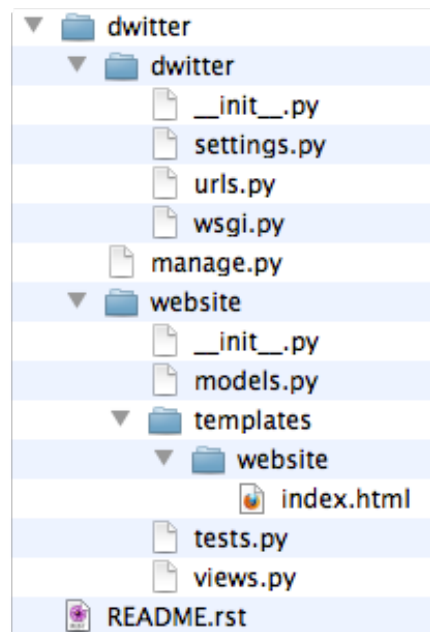 dwitter
dwitter
__init__.py
settings.py
urls.py
wsgi.py
manage.py
website
__init__.py
models.py
templates
website
index.html
tests.py
views.py
README.rst